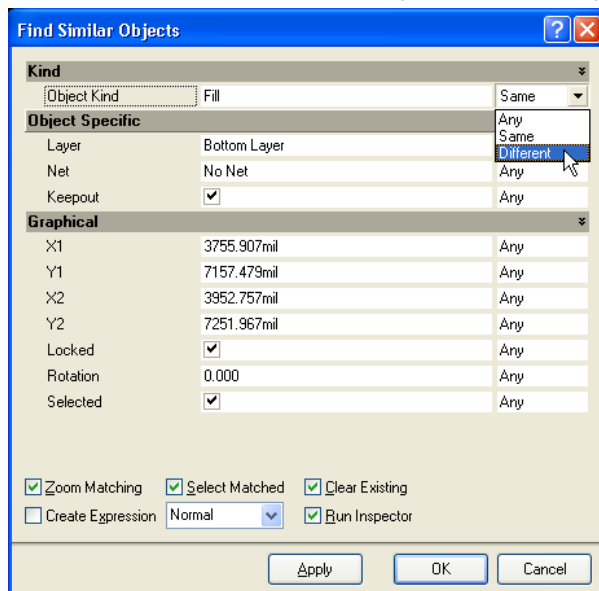 Find Similar Objects
Kind
Object Kind Fill Same
Object Specific Any
Same
Layer Bottom Layer Different
Net No Net Any
Keepout Any
Graphical
X1 3755.907mil Any
Y1 7157.479mil Any
X2 3952.757mil Any
Y2 7251.967mil Any
Locked Any
Rotation 0.000 Any
Selected Any
Zoom Matching Select Matched Clear Existing
Create Expression Normal Run Inspector
Apply OK Cancel